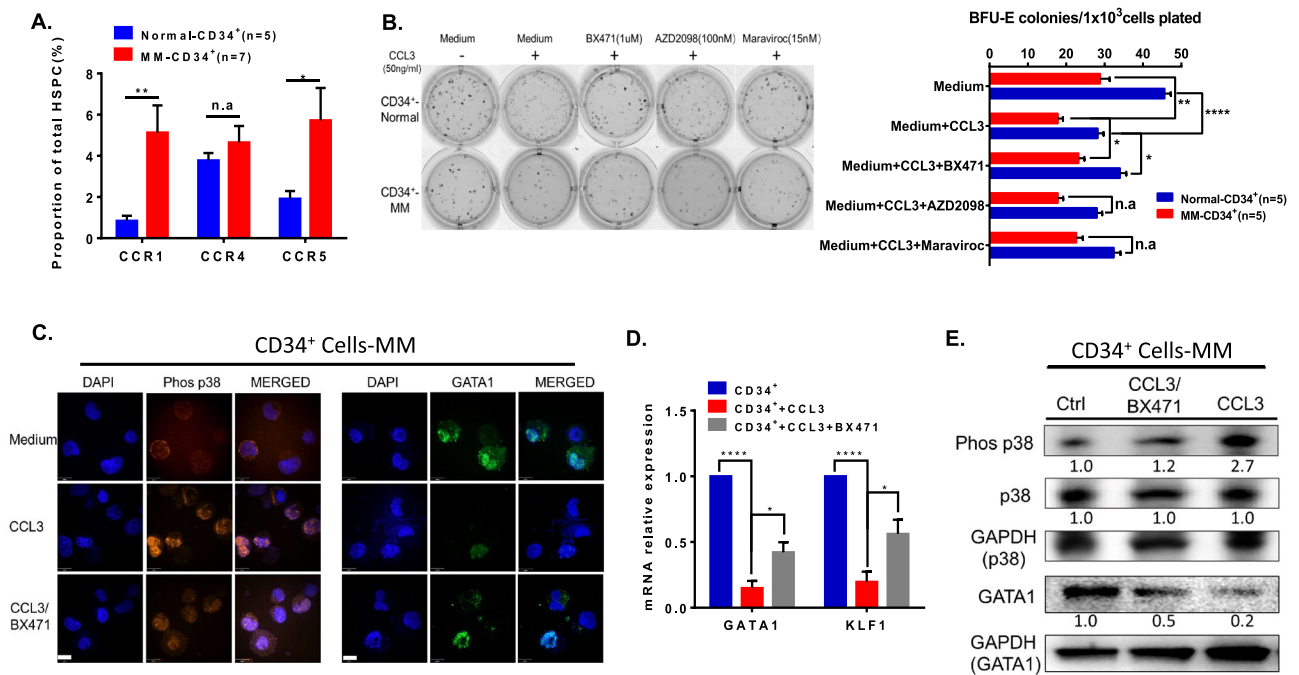 A.
Normal-CD34⁺(n=5)
MM-CD34⁺(n=7)
Proportion of total HSPC(%)
8
6
4
2
0
**
n.a
*
CCR1
CCR4
CCR5
B.
Medium
Medium
BX471(1uM)
AZD2098(100nM)
Maraviroc(15nM)
CCL3
(50ng/ml)
-
+
+
+
+
CD34⁺-
Normal
CD34⁺-
MM
BFU-E colonies/1x10³cells plated
0
10
20
30
40
50
Medium
Medium+CCL3
Medium+CCL3+BX471
Medium+CCL3+AZD2098
Medium+CCL3+Maraviroc
**
****
*
*
n.a
n.a
Normal-CD34⁺(n=5)
MM-CD34⁺(n=5)
C.
CD34⁺ Cells-MM
DAPI
Phos p38
MERGED
DAPI
GATA1
MERGED
Medium
CCL3
CCL3/
BX471
D.
CD34⁺
CD34⁺+CCL3
CD34⁺+CCL3+BX471
mRNA relative expression
1.5
1.0
0.5
0.0
****
*
****
*
GATA1
KLF1
E.
CD34⁺ Cells-MM
Ctrl
CCL3/
BX471
CCL3
Phos p38
1.0
1.2
2.7
p38
1.0
1.0
1.0
GAPDH
(p38)
GATA1
1.0
0.5
0.2
GAPDH
(GATA1)